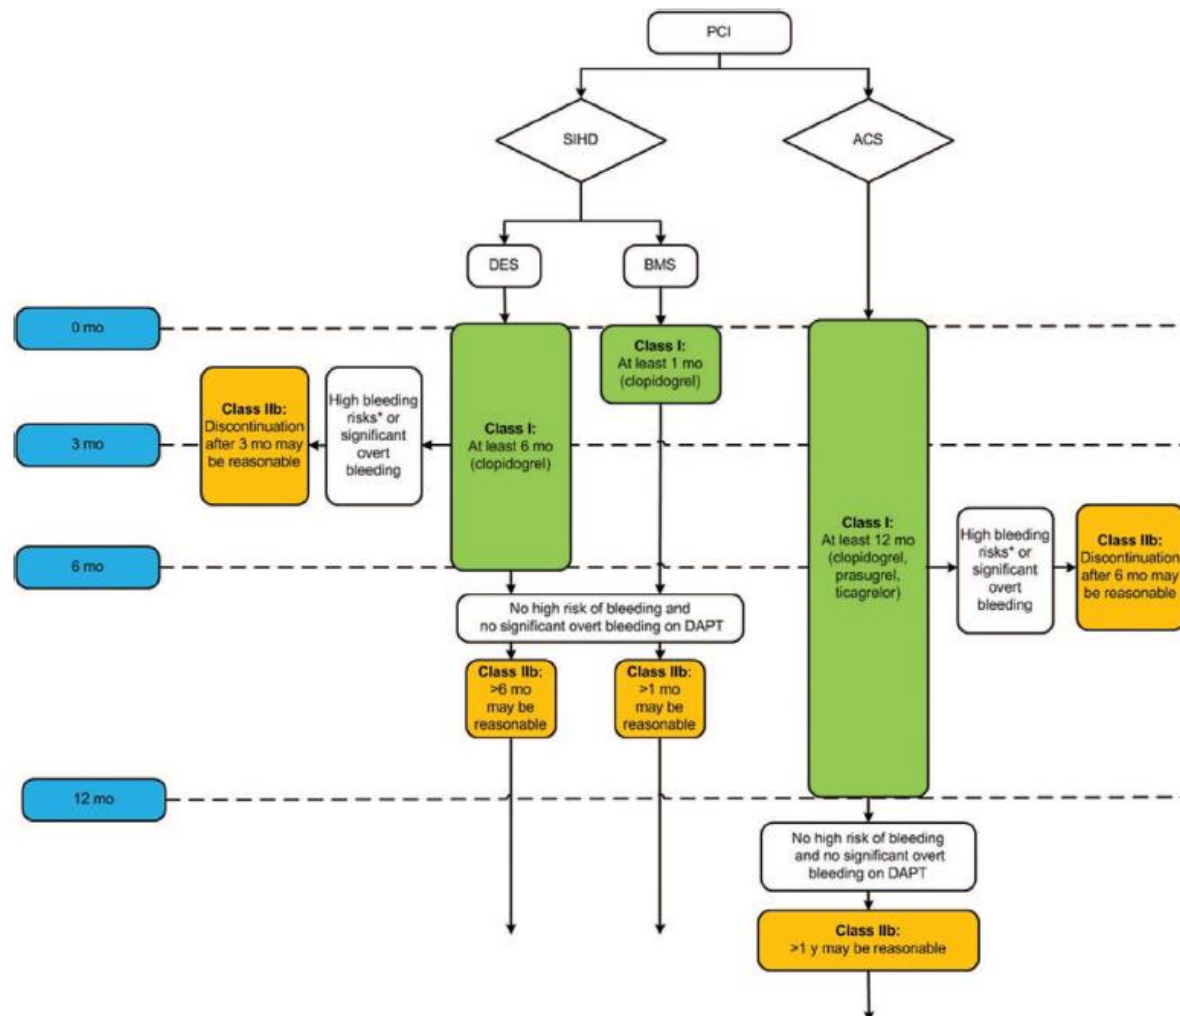 PCI
SIHD
ACS
DES
BMS
0 mo
Class I:
At least 1 mo
(clopidogrel)
Class IIb:
Discontinuation
after 3 mo may
be reasonable
High bleeding
risks* or
significant
overt
bleeding
3 mo
Class I:
At least 6 mo
(clopidogrel)
Class I:
At least 12 mo
(clopidogrel,
prasugrel,
ticagrelor)
High bleeding
risks* or
significant
overt
bleeding
Class IIb:
Discontinuation
after 6 mo may
be reasonable
6 mo
No high risk of bleeding and
no significant overt bleeding on DAPT
Class IIb:
>6 mo
may be
reasonable
Class IIb:
>1 mo
may be
reasonable
12 mo
No high risk of bleeding
and no significant overt
bleeding on DAPT
Class IIb:
>1 y may be reasonable